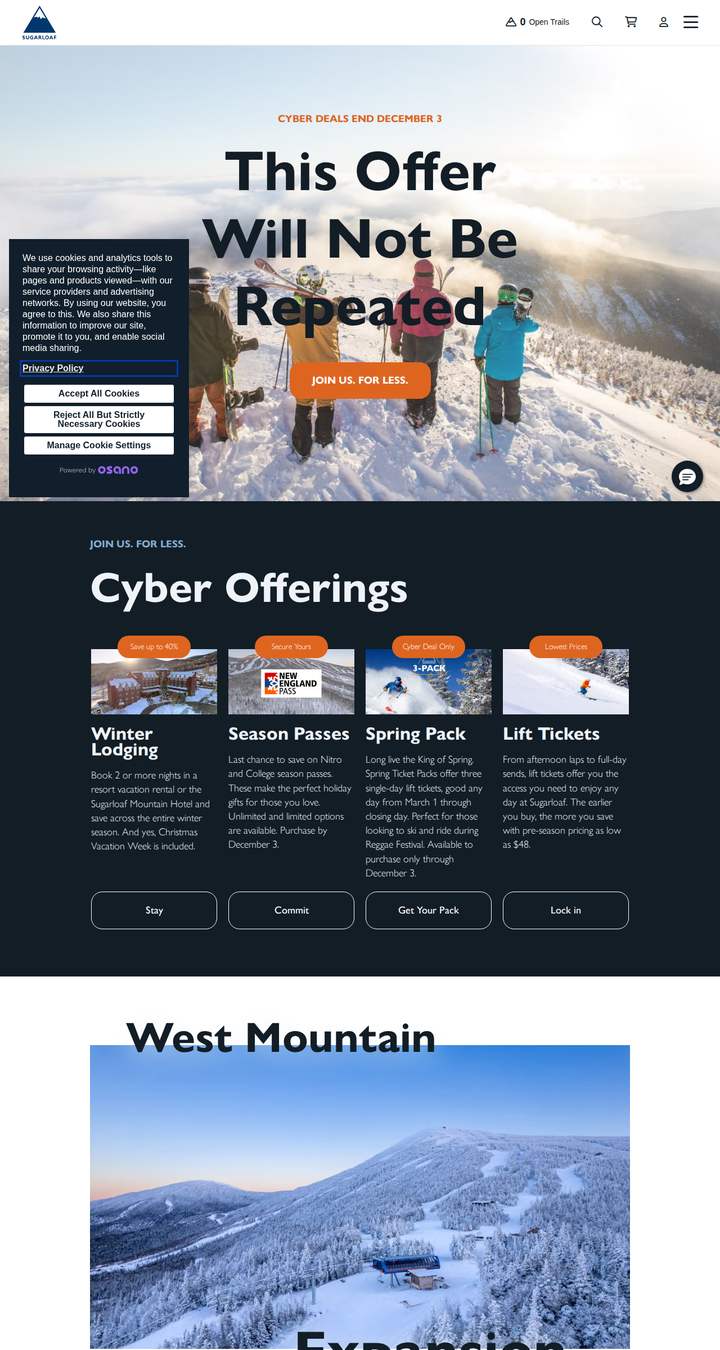 SUGARLOAF
0 Open Trails
CYBER DEALS END DECEMBER 3
This Offer
Will Not Be
Repeated
JOIN US. FOR LESS.
We use cookies and analytics tools to
share your browsing activity—like
pages and products viewed—with our
service providers and advertising
networks. By using our website, you
agree to this. We also share this
information to improve our site,
promote it to you, and enable social
media sharing.
Privacy Policy
Accept All Cookies
Reject All But Strictly
Necessary Cookies
Manage Cookie Settings
Powered by osano
JOIN US. FOR LESS.
Cyber Offerings
Save up to 40%
Winter
Lodging
Book 2 or more nights in a
resort vacation rental or the
Sugarloaf Mountain Hotel and
save across the entire winter
season. And yes, Christmas
Vacation Week is included.
Stay
Secure Yours
NEW
ENGLAND
PASS
Season Passes
Last chance to save on Nitro
and College season passes.
These make the perfect holiday
gifts for those you love.
Unlimited and limited options
are available. Purchase by
December 3.
Commit
Cyber Deal Only
3-PACK
Spring Pack
Long live the King of Spring.
Spring Ticket Packs offer three
single-day lift tickets, good any
day from March 1 through
closing day. Perfect for those
looking to ski and ride during
Reggae Festival. Available to
purchase only through
December 3.
Get Your Pack
Lowest Prices
Lift Tickets
From afternoon laps to full-day
sends, lift tickets offer you the
access you need to enjoy any
day at Sugarloaf. The earlier
you buy, the more you save
with pre-season pricing as low
as $48.
Lock in
West Mountain
Expansion